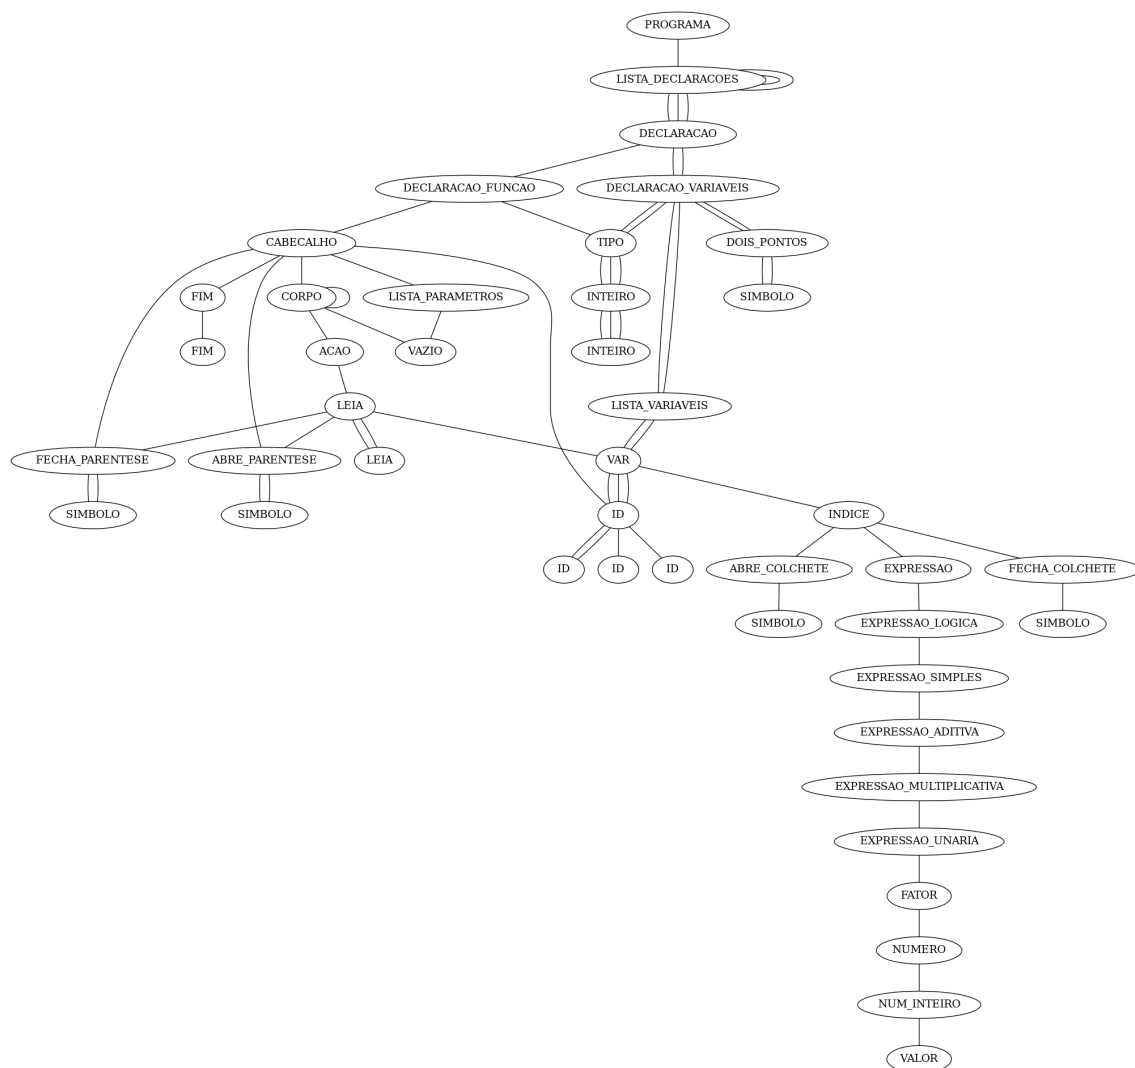 PROGRAMA
LISTA_DECLARACOES
DECLARACAO
DECLARACAO_FUNCAO DECLARACAO_VARIAVEIS
CABECALHO TIPO DOIS_PONTOS
FIM CORPO LISTA_PARAMETROS INTEIRO SIMBOLO
FIM ACAO VAZIO INTEIRO
LEIA LISTA_VARIAVEIS
FECHA_PARENTESE ABRE_PARENTESE LEIA VAR
SIMBOLO SIMBOLO ID INDICE
ID ID ID ABRE_COLCHETE EXPRESSAO FECHA_COLCHETE
SIMBOLO EXPRESSAO_LOGICA SIMBOLO
EXPRESSAO_SIMPLES
EXPRESSAO_ADITIVA
EXPRESSAO_MULTIPLICATIVA
EXPRESSAO_UNARIA
FATOR
NUMERO
NUM_INTEIRO
VALOR